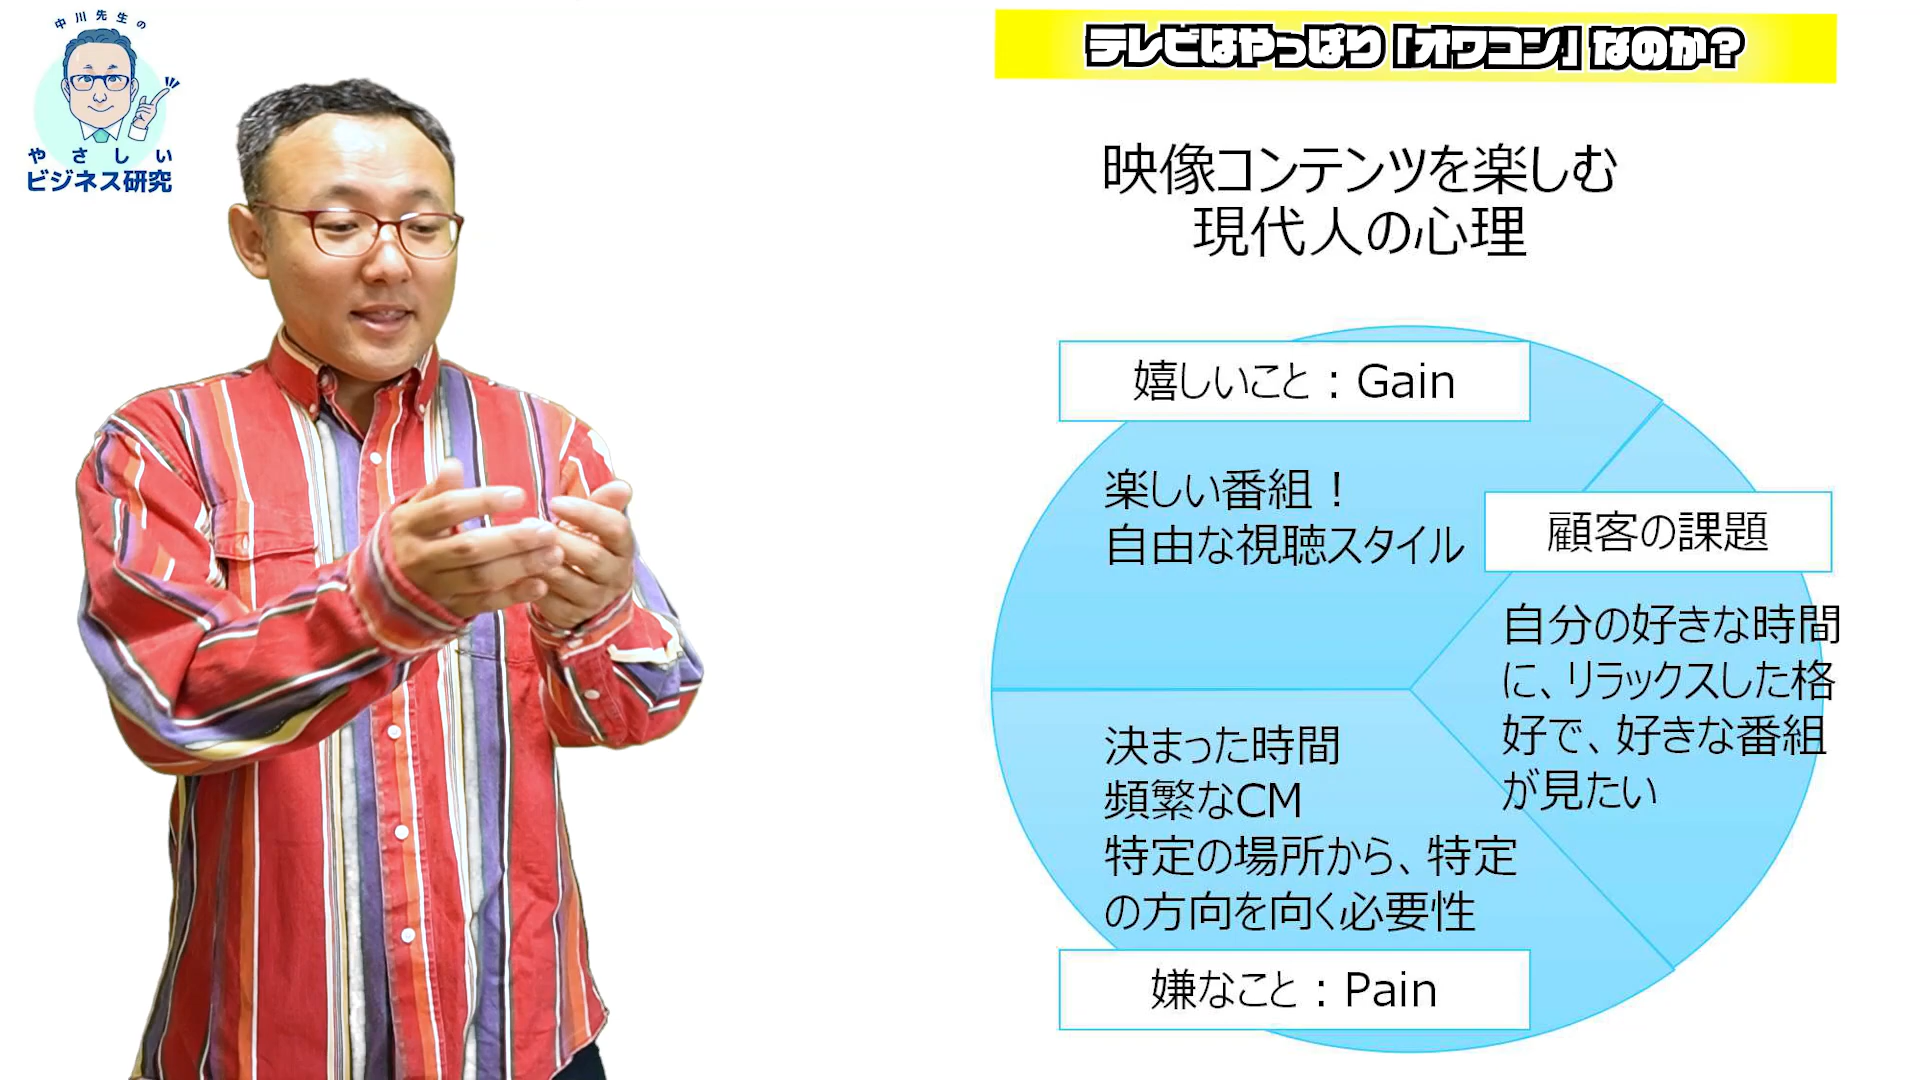 中川先生の
やさしい
ビジネス研究
テレビはやっぱり「オワコン」なのか?
映像コンテンツを楽しむ
現代人の心理
嬉しいこと:Gain
楽しい番組!
自由な視聴スタイル
顧客の課題
自分の好きな時間
に、リラックスした格
好で、好きな番組
が見たい
決まった時間
頻繁なCM
特定の場所から、特定
の方向を向く必要性
嫌なこと:Pain